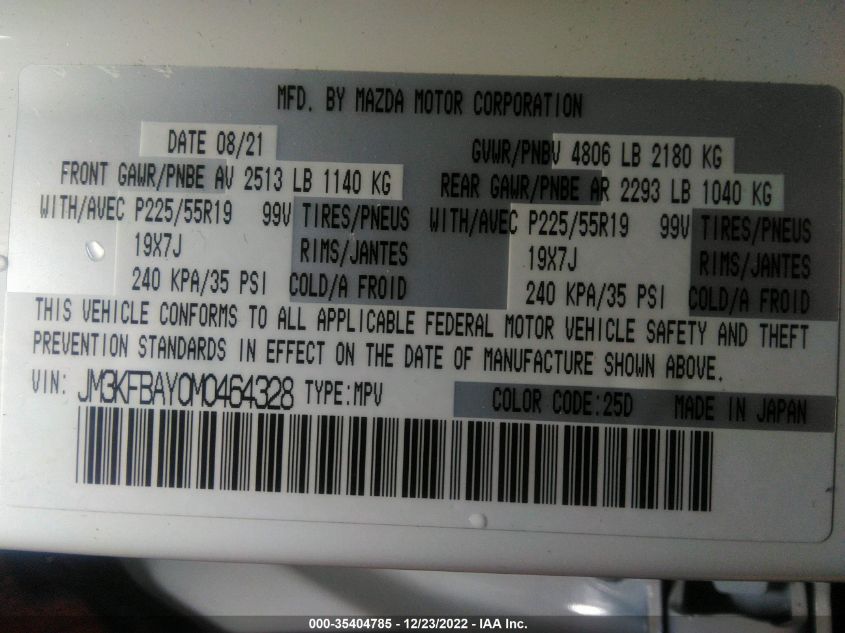 MFD. BY MAZDA MOTOR CORPORATION
DATE 08/21 GVWR/PNBV 4806 LB 2180 KG
FRONT GAWR/PNBE AV 2513 LB 1140 KG REAR GAWR/PNBE AR 2293 LB 1040 KG
WITH/AVEC P225/55R19 99V TIRES/PNEUS WITH/AVEC P225/55R19 99V TIRES/PNEUS
19X7J RIMS/JANTES 19X7J RIMS/JANTES
240 KPA/35 PSI COLD/A FROID 240 KPA/35 PSI COLD/A FROID
THIS VEHICLE CONFORMS TO ALL APPLICABLE FEDERAL MOTOR VEHICLE SAFETY AND THEFT
PREVENTION STANDARDS IN EFFECT ON THE DATE OF MANUFACTURE SHOWN ABOVE.
VIN: JM3KFBAY0M0464328 TYPE:MPV COLOR CODE:25D MADE IN JAPAN
000-35404785 - 12/23/2022 - IAA Inc.